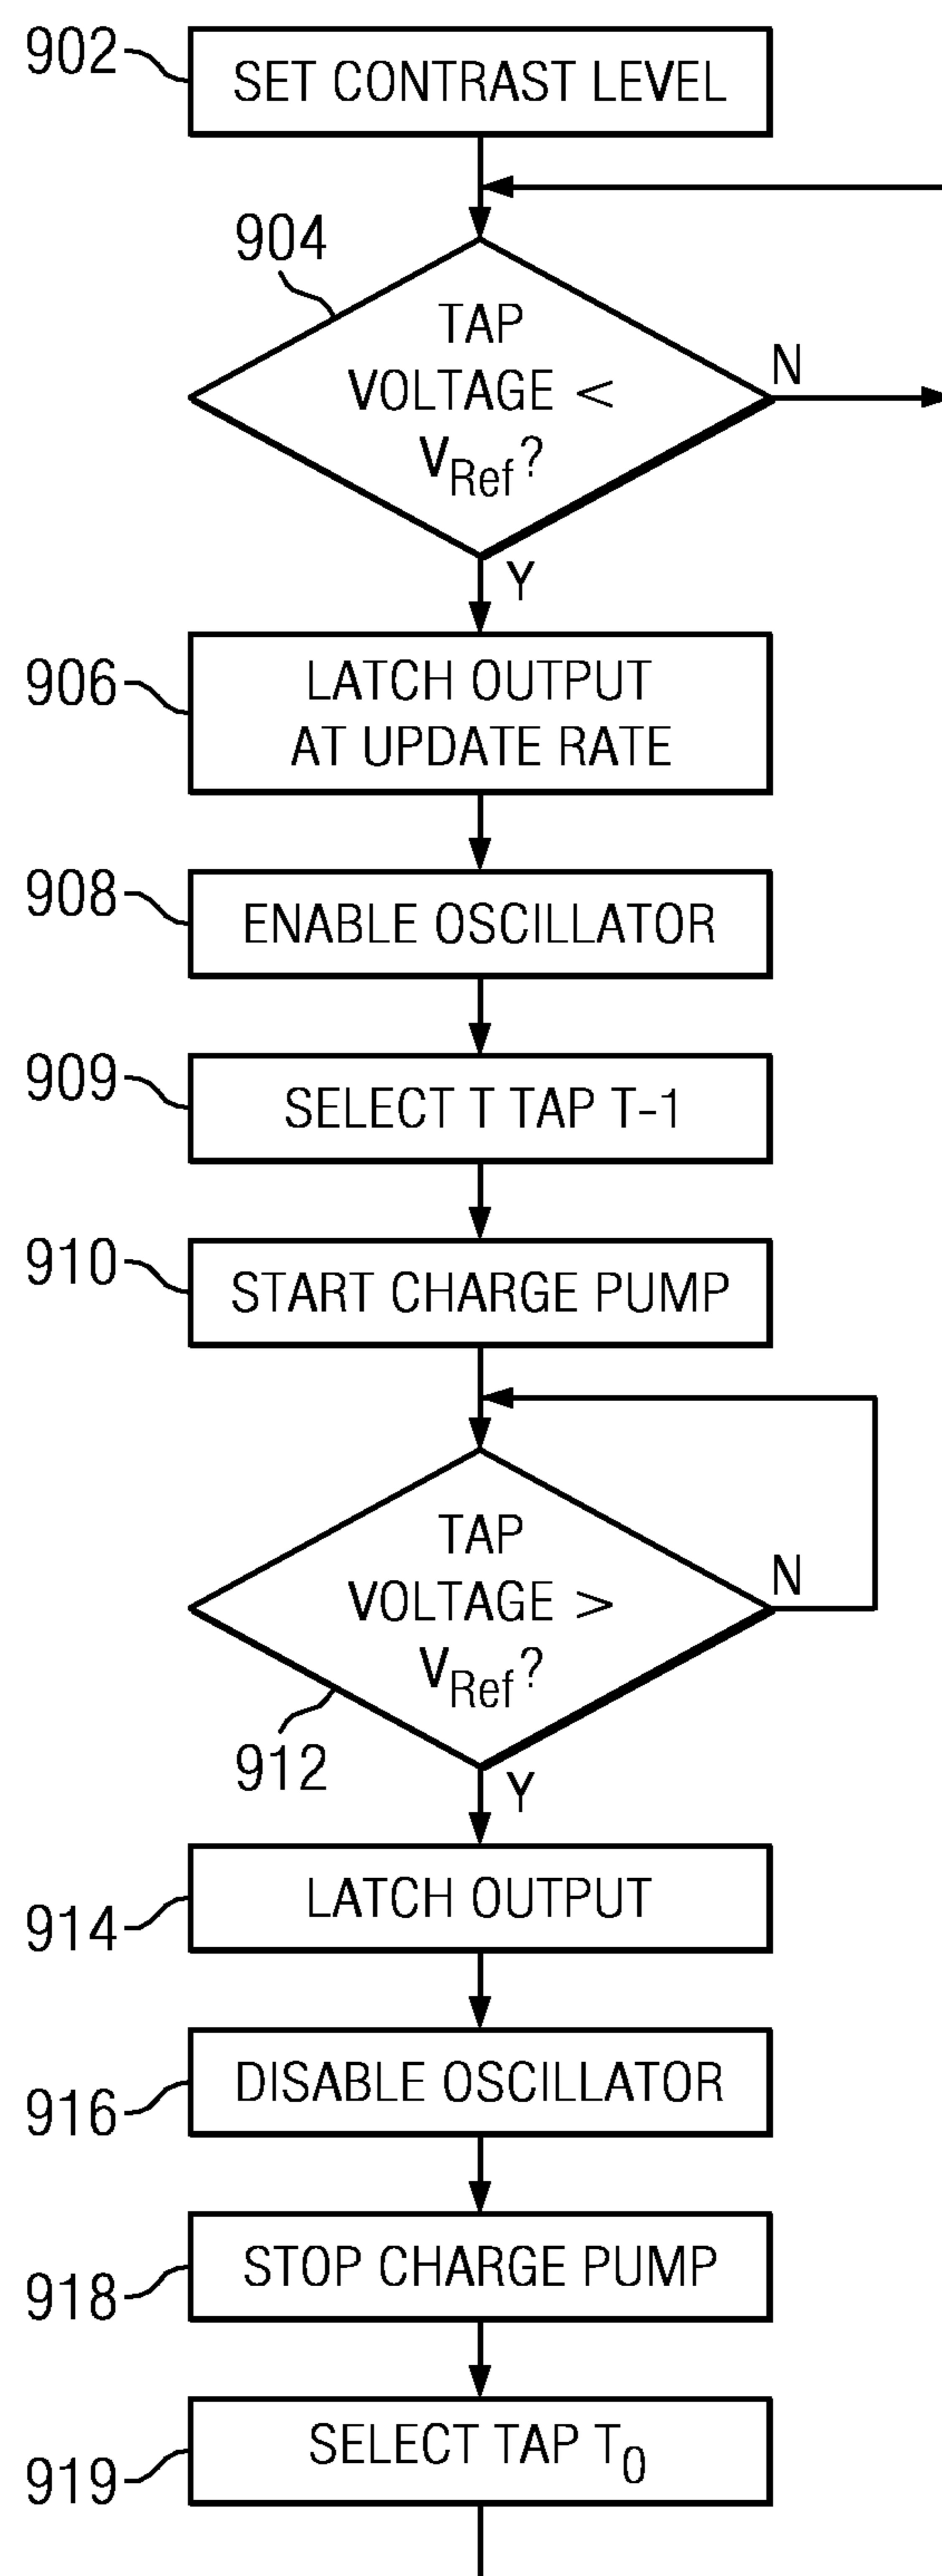 902
SET CONTRAST LEVEL
904
TAP
VOLTAGE <
VRef?
N
Y
906
LATCH OUTPUT
AT UPDATE RATE
908
ENABLE OSCILLATOR
909
SELECT T TAP T-1
910
START CHARGE PUMP
TAP
VOLTAGE >
VRef?
N
912
Y
914
LATCH OUTPUT
916
DISABLE OSCILLATOR
918
STOP CHARGE PUMP
919
SELECT TAP T0